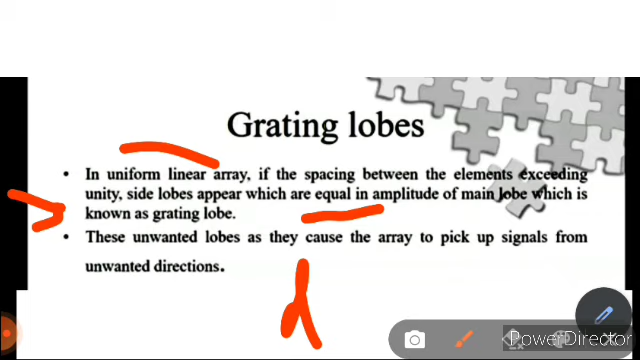 Grating lobes
• In uniform linear array, if the spacing between the elements exceeding
unity, side lobes appear which are equal in amplitude of main lobe which is
known as grating lobe.
• These unwanted lobes as they cause the array to pick up signals from
unwanted directions.
d
PowerDirector